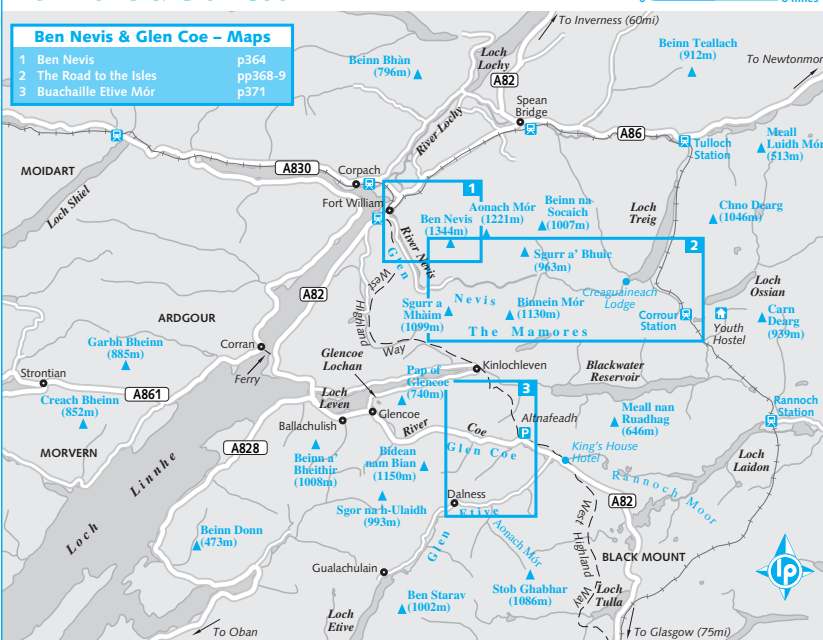 0
8 miles
Ben Nevis & Glen Coe – Maps
1 Ben Nevis p364
2 The Road to the Isles pp368-9
3 Buachaille Etive Mór p371
To Inverness (60mi)
Loch
Lochy
Beinn Bhàn
(796m)
A82
Beinn Teallach
(912m)
To Newtonmor
Spean
Bridge
River Lochy
A86
Tulloch
Station
Meall
Luidh Mór
(513m)
MOIDART
A830
Corpach
Loch Shiel
Fort William
1
Ben Nevis
(1344m)
Aonach Mór
(1221m)
Beinn na
Socaich
(1007m)
Loch
Treig
Chno Dearg
(1046m)
River Nevis
Glen
Nevis
2
Sgurr a' Bhuic
(963m)
Creaguaineach
Lodge
Loch
Ossian
A82
West
Highland
Way
Sgurr a
Mhàim
(1099m)
Binnein Mór
(1130m)
The Mamores
Corrour
Station
Youth
Hostel
Carn
Dearg
(939m)
ARDGOUR
Garbh Bheinn
(885m)
Corran
Ferry
Glencoe
Lochan
Kinlochleven
Blackwater
Reservoir
Strontian
A861
Creach Bheinn
(852m)
Loch
Leven
Pap of
Glencoe
(740m)
3
Altnafeadh
P
Meall nan
Ruadhag
(646m)
Rannoch
Station
Ballachulish
Glencoe
River
Coe
Glen Coe
King's House
Hotel
MORVERN
A828
Beinn a'
Bheithir
(1008m)
Bidean
nam Bian
(1150m)
Loch
Laidon
Rannoch Moor
A82
Loch Linnhe
Sgor na h-Ulaidh
(993m)
Dalness
Glen
Etive
Beinn Donn
(473m)
Aonach Mór
West Highland Way
BLACK MOUNT
lp
Gualachulain
Ben Starav
(1002m)
Stob Ghabhar
(1086m)
Loch
Tulla
Loch
Etive
To Oban
To Glasgow (75mi)